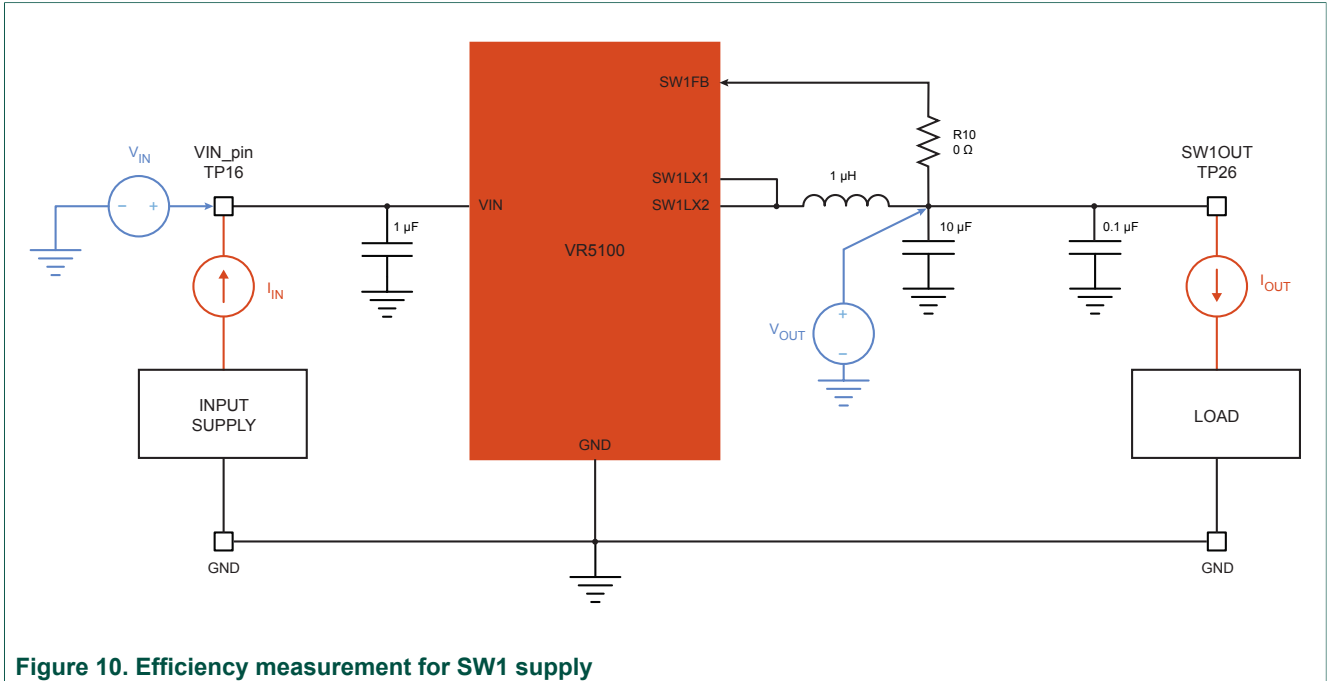 SW1FB
R10
0 Ω
V_IN
VIN_pin
TP16
SW1OUT
TP26
SW1LX1
1 µH
− +
VIN
SW1LX2
1 µF
10 µF
0.1 µF
VR5100
I_IN
I_OUT
+
V_OUT
−
INPUT
SUPPLY
LOAD
GND
GND
GND
Figure 10. Efficiency measurement for SW1 supply